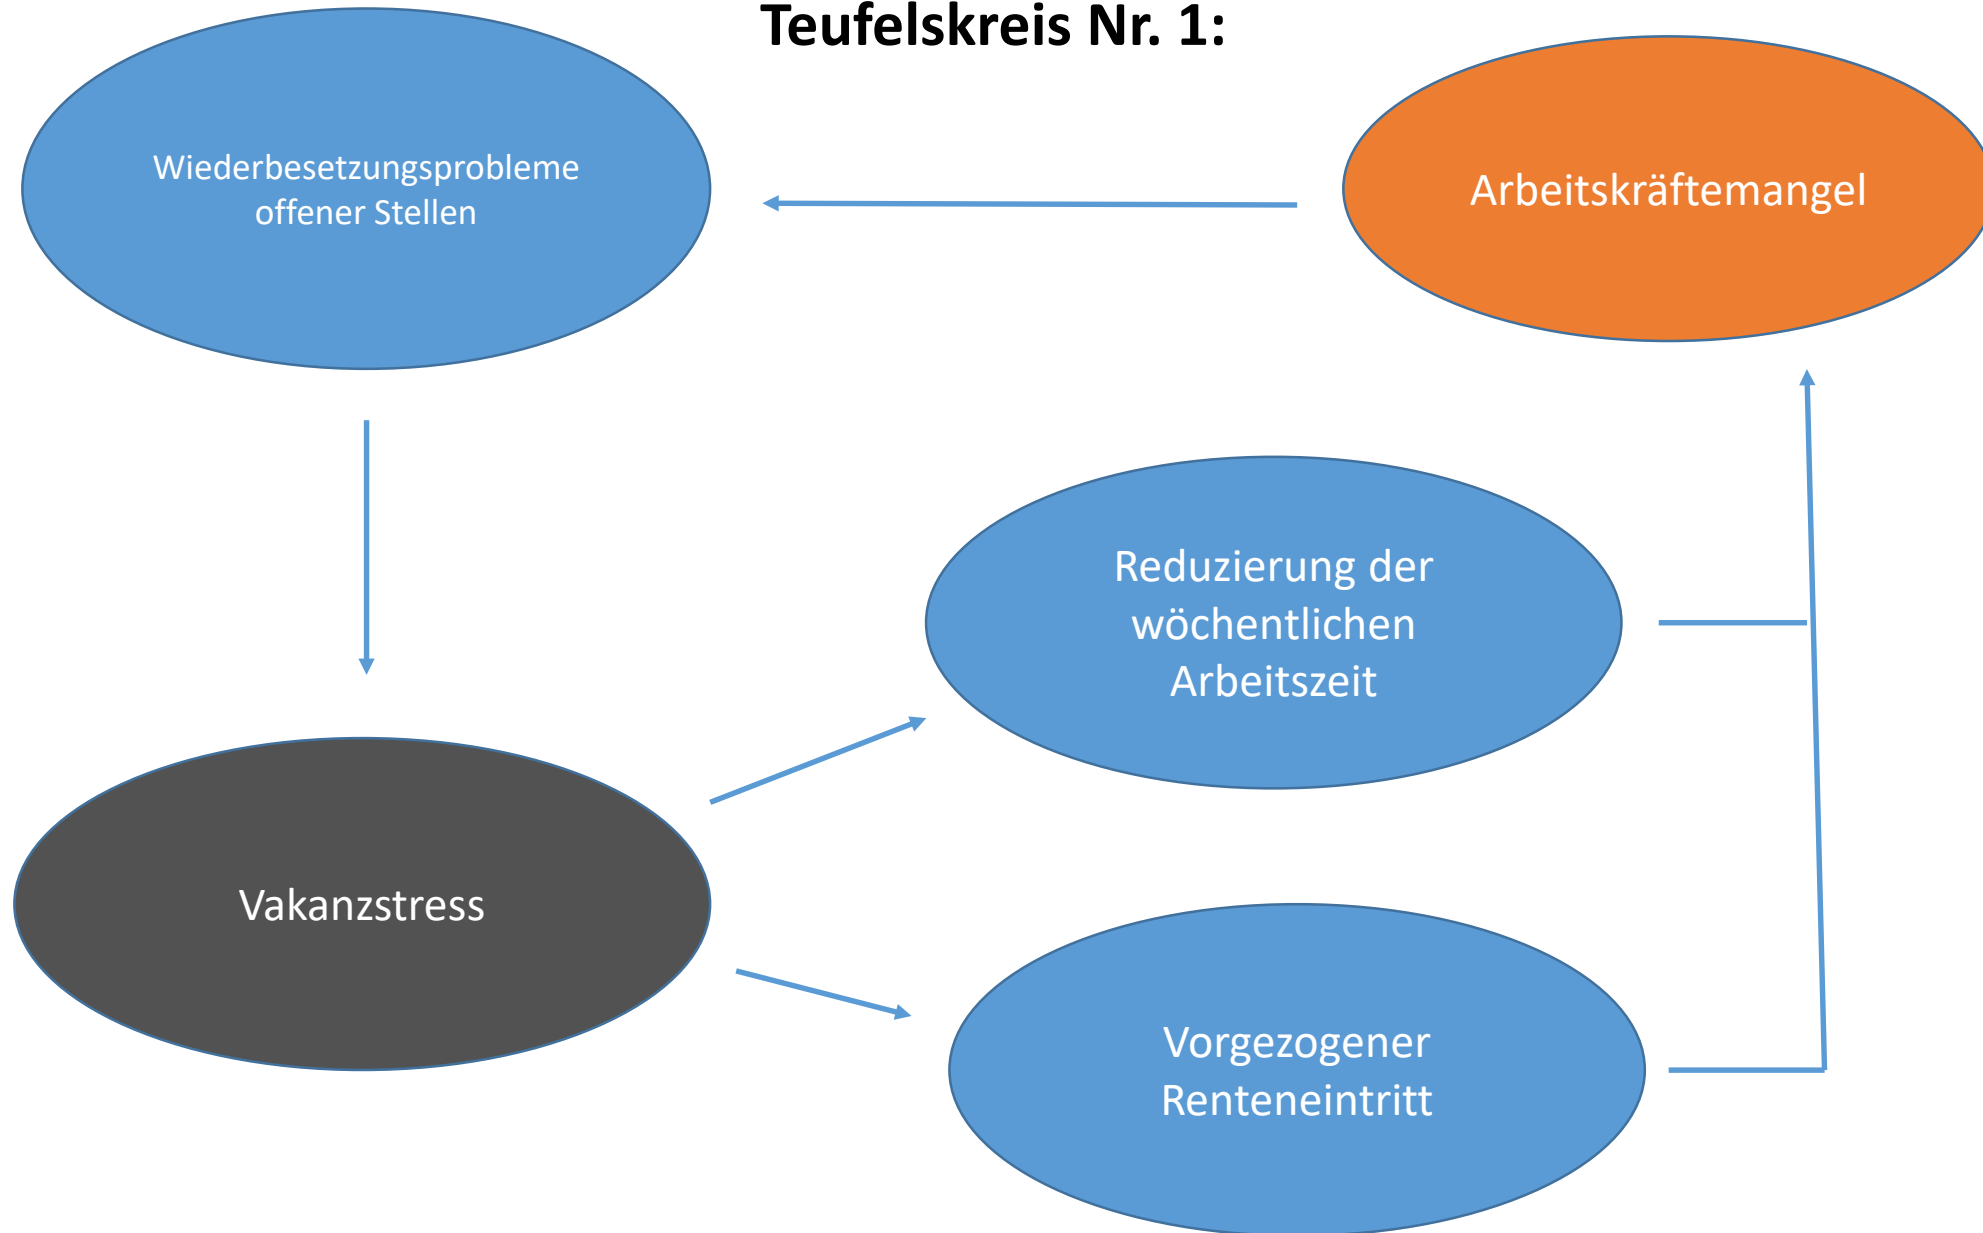 Teufelskreis Nr. 1:
Wiederbesetzungsprobleme
offener Stellen
Arbeitskräftemangel
Reduzierung der
wöchentlichen
Arbeitszeit
Vakanzstress
Vorgezogener
Renteneintritt